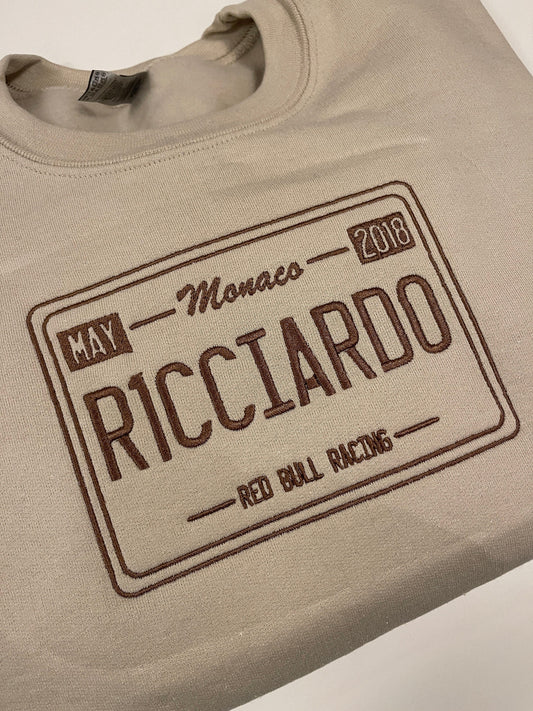 Monaco
MAY 2018
R1CCIARDO
RED BULL RACING